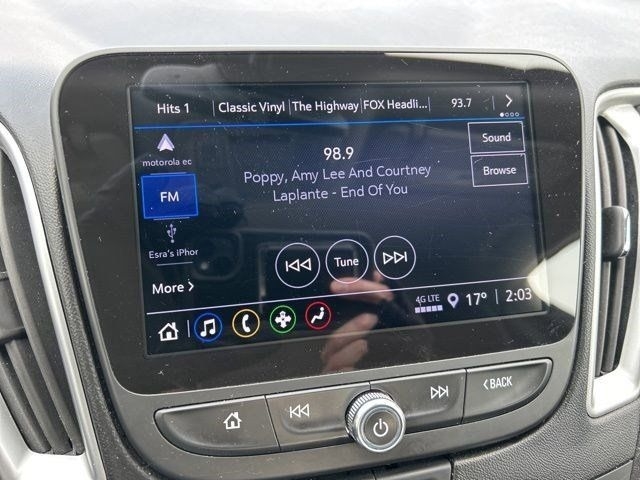 Hits 1 Classic Vinyl The Highway FOX Headli... 93.7
motorola ec
98.9
Sound
Poppy, Amy Lee And Courtney
Laplante - End Of You
Browse
FM
Esra's iPhor
Tune
More
4G LTE 17° 2:03
BACK